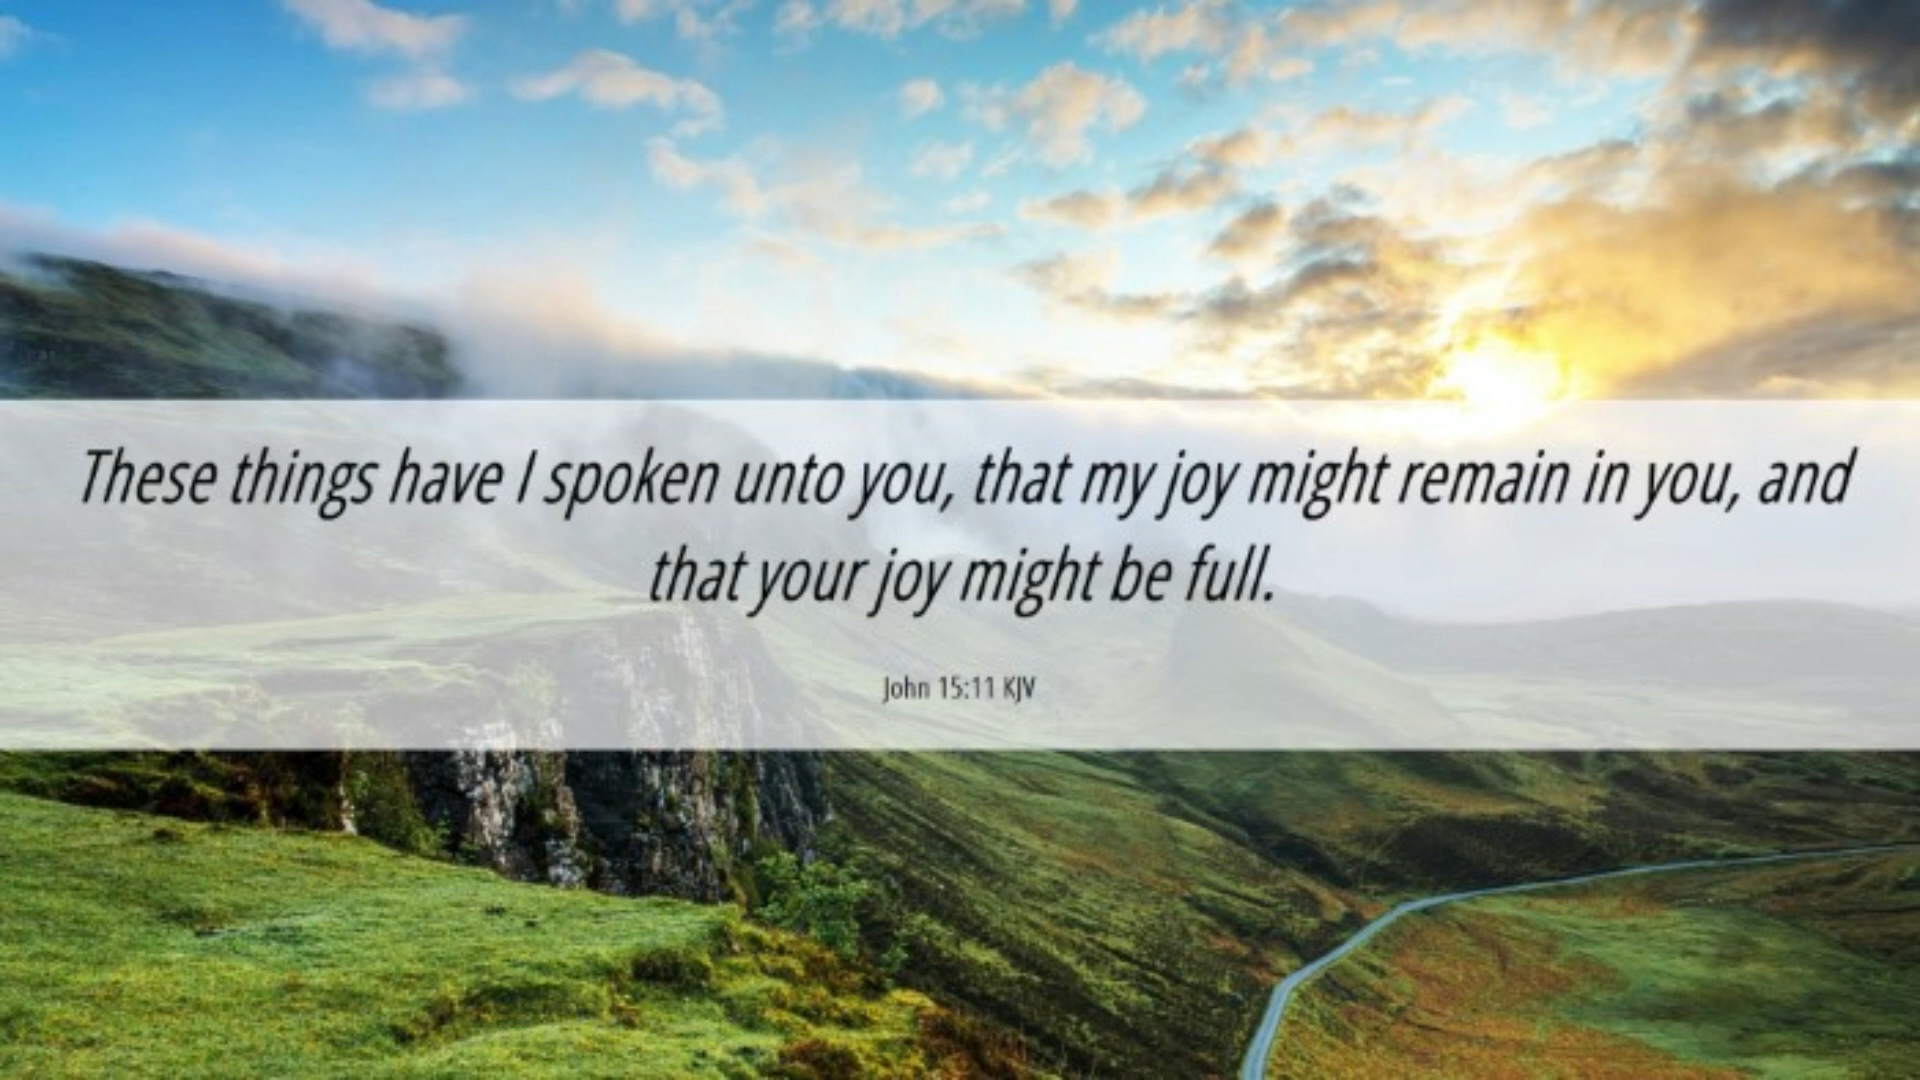 These things have I spoken unto you, that my joy might remain in you, and
that your joy might be full.
John 15:11 KJV